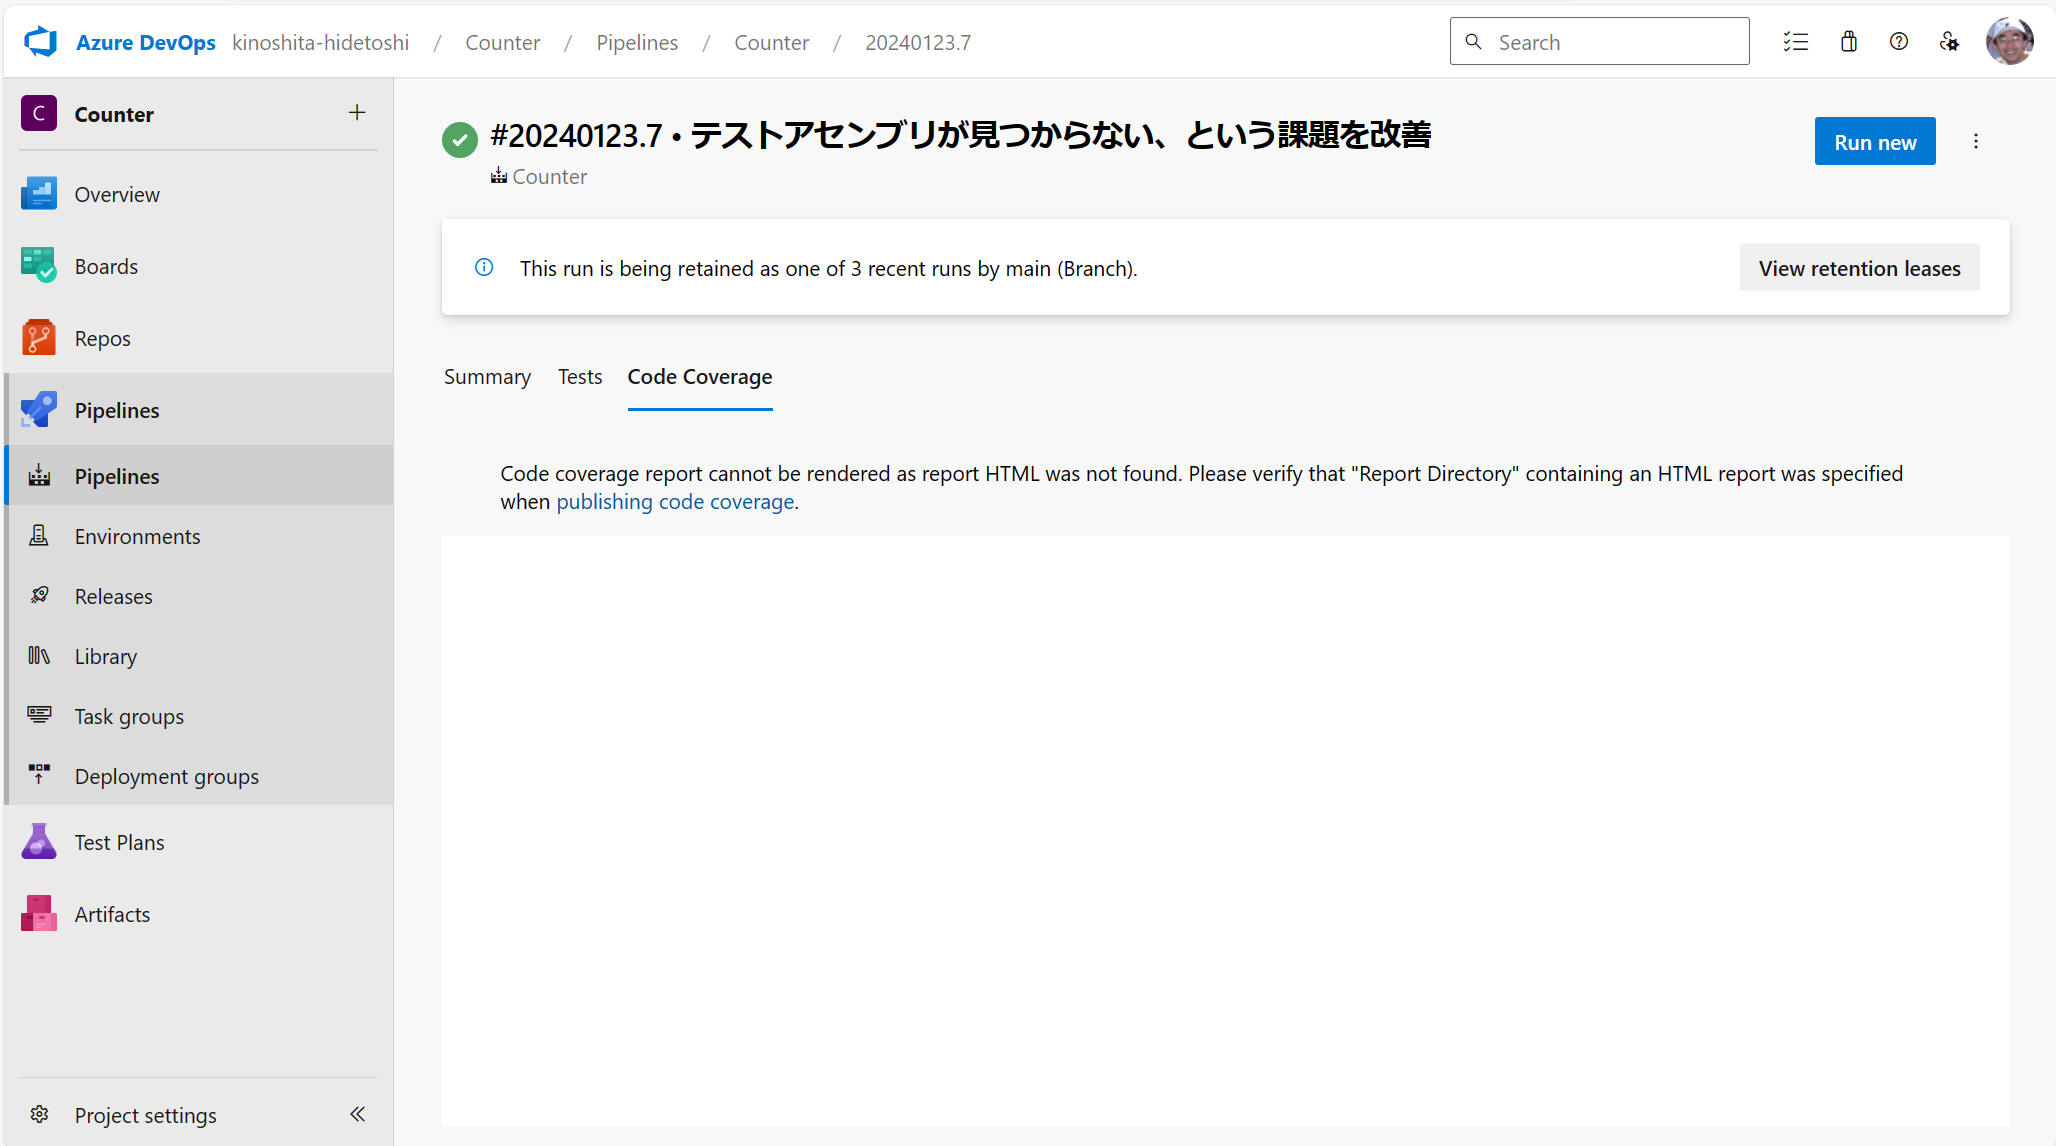 Azure DevOps kinoshita-hidetoshi / Counter / Pipelines / Counter / 20240123.7
Search
C Counter
Overview
Boards
Repos
Pipelines
Pipelines
Environments
Releases
Library
Task groups
Deployment groups
Test Plans
Artifacts
Project settings
#20240123.7 • テストアセンブリが見つからない、という課題を改善
Counter
Run new
This run is being retained as one of 3 recent runs by main (Branch).
View retention leases
Summary Tests Code Coverage
Code coverage report cannot be rendered as report HTML was not found. Please verify that "Report Directory" containing an HTML report was specified
when publishing code coverage.